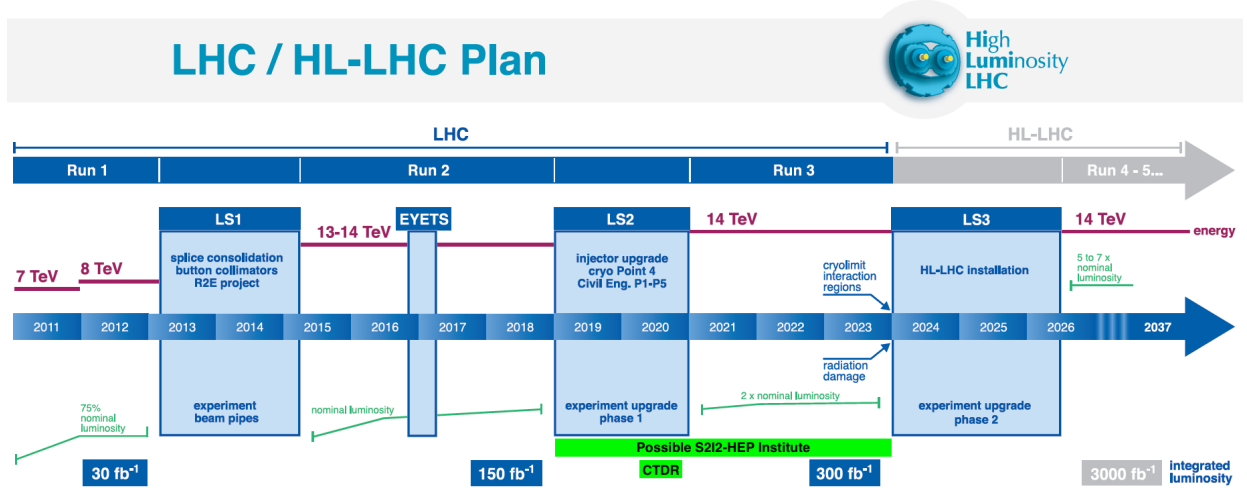 LHC / HL-LHC Plan
High
Luminosity
LHC
LHC
HL-LHC
Run 1
Run 2
Run 3
Run 4 - 5...
LS1
EYETS
LS2
LS3
13-14 TeV
14 TeV
14 TeV
energy
7 TeV
8 TeV
splice consolidation
button collimators
R2E project
injector upgrade
cryo Point 4
Civil Eng. P1-P5
cryolimit
interaction
regions
HL-LHC installation
5 to 7 x
nominal
luminosity
2011
2012
2013
2014
2015
2016
2017
2018
2019
2020
2021
2022
2023
2024
2025
2026
2037
radiation
damage
75%
nominal
luminosity
experiment
beam pipes
nominal luminosity
experiment upgrade
phase 1
2 x nominal luminosity
experiment upgrade
phase 2
Possible S2I2-HEP Institute
CTDR
30 fb-1
150 fb-1
300 fb-1
3000 fb-1
integrated
luminosity